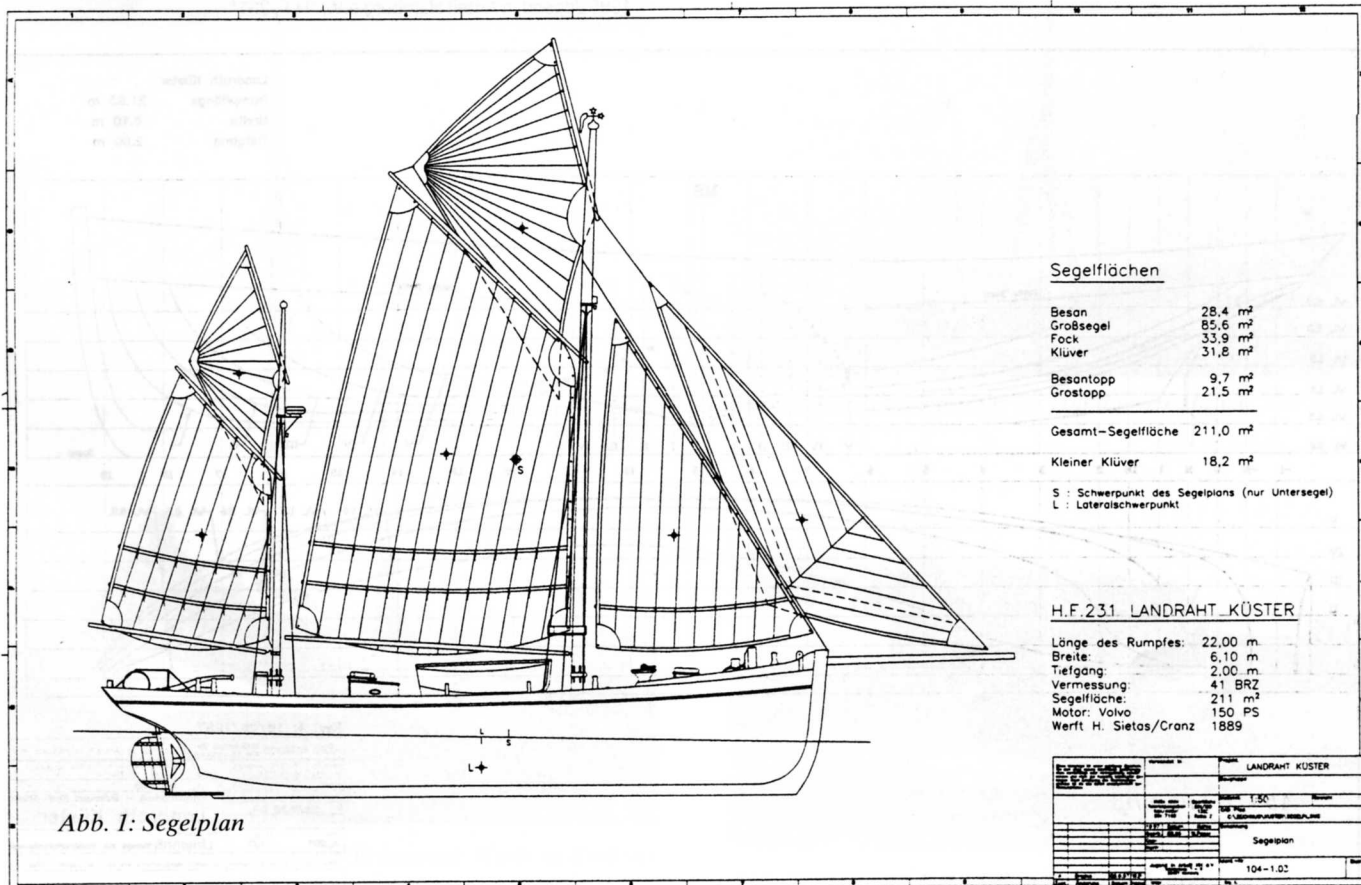 Segelflächen
Besan 28,4 m²
Großsegel 85,6 m²
Fock 33,9 m²
Klüver 31,8 m²
Besantopp 9,7 m²
Grostopp 21,5 m²
Gesamt-Segelfläche 211,0 m²
Kleiner Klüver 18,2 m²
S : Schwerpunkt des Segelplans (nur Untersegel)
L : Lateralschwerpunkt
S
L
S
L
H.F.231 LANDRAHT KÜSTER
Länge des Rumpfes: 22,00 m
Breite: 6,10 m
Tiefgang: 2,00 m
Vermessung: 41 BRZ
Segelfläche: 211 m²
Motor: Volvo 150 PS
Werft H. Sietas/Cranz 1889
LANDRAHT KÜSTER
1:50
Segelplan
104-1.03
Abb. 1: Segelplan